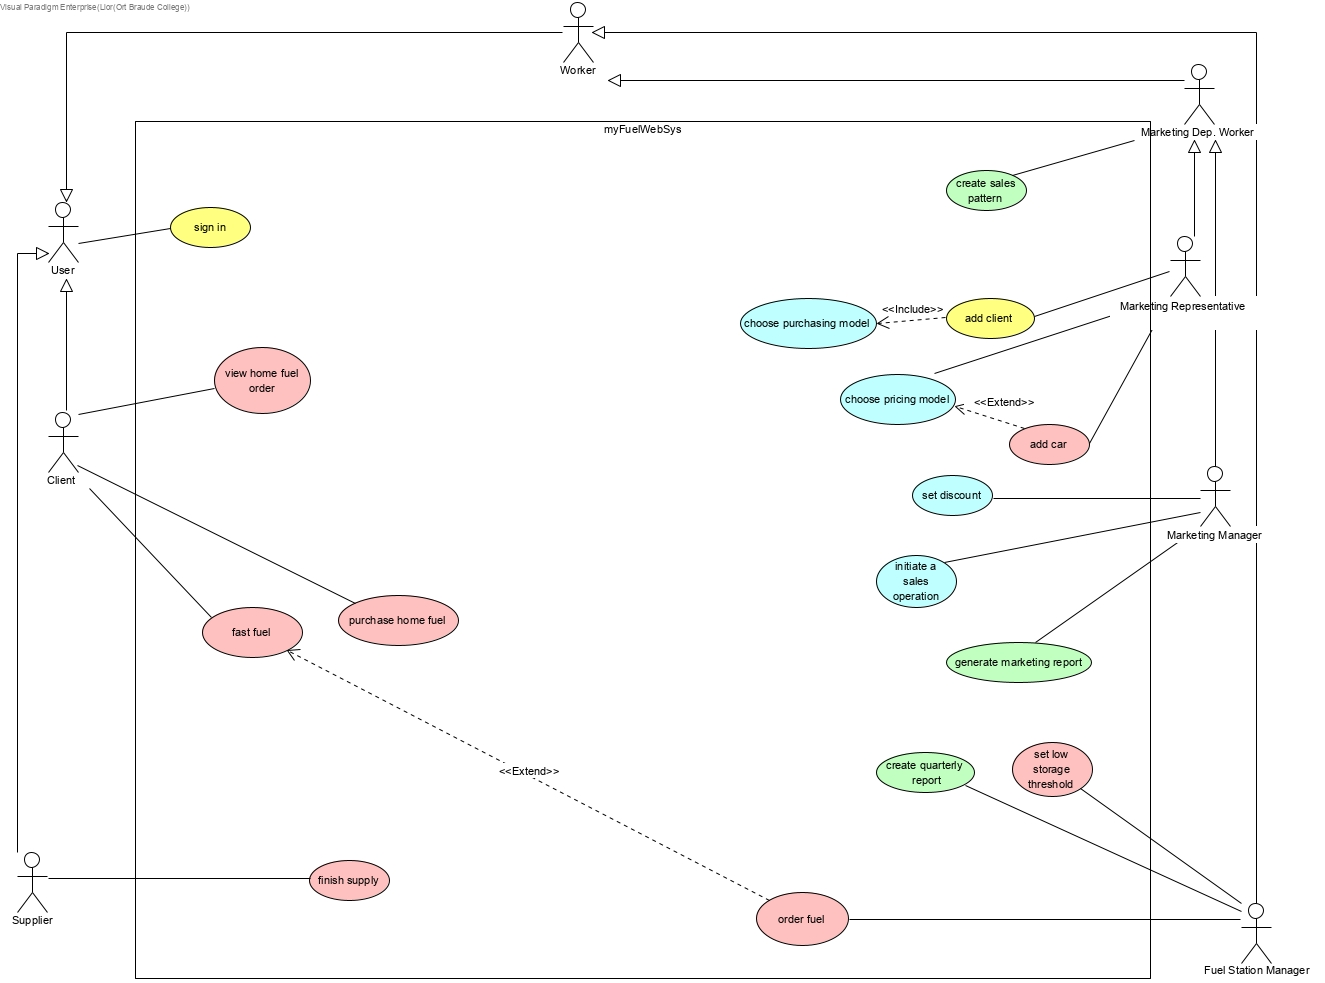 Visual Paradigm Enterprise(Lior(Ort Braude College))
Worker
myFuelWebSys
Marketing Dep. Worker
create sales
pattern
sign in
User
Marketing Representative
<<Include>>
choose purchasing model
add client
view home fuel
order
choose pricing model
<<Extend>>
add car
Client
set discount
Marketing Manager
initiate a
sales
operation
purchase home fuel
fast fuel
generate marketing report
<<Extend>>
create quarterly
report
set low
storage
threshold
finish supply
Supplier
order fuel
Fuel Station Manager